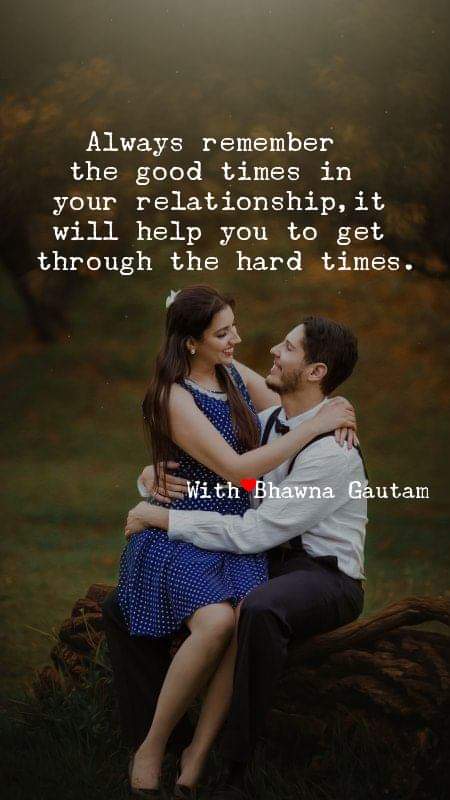 Always remember
the good times in
your relationship,it
will help you to get
through the hard times.
With❤Bhawna Gautam